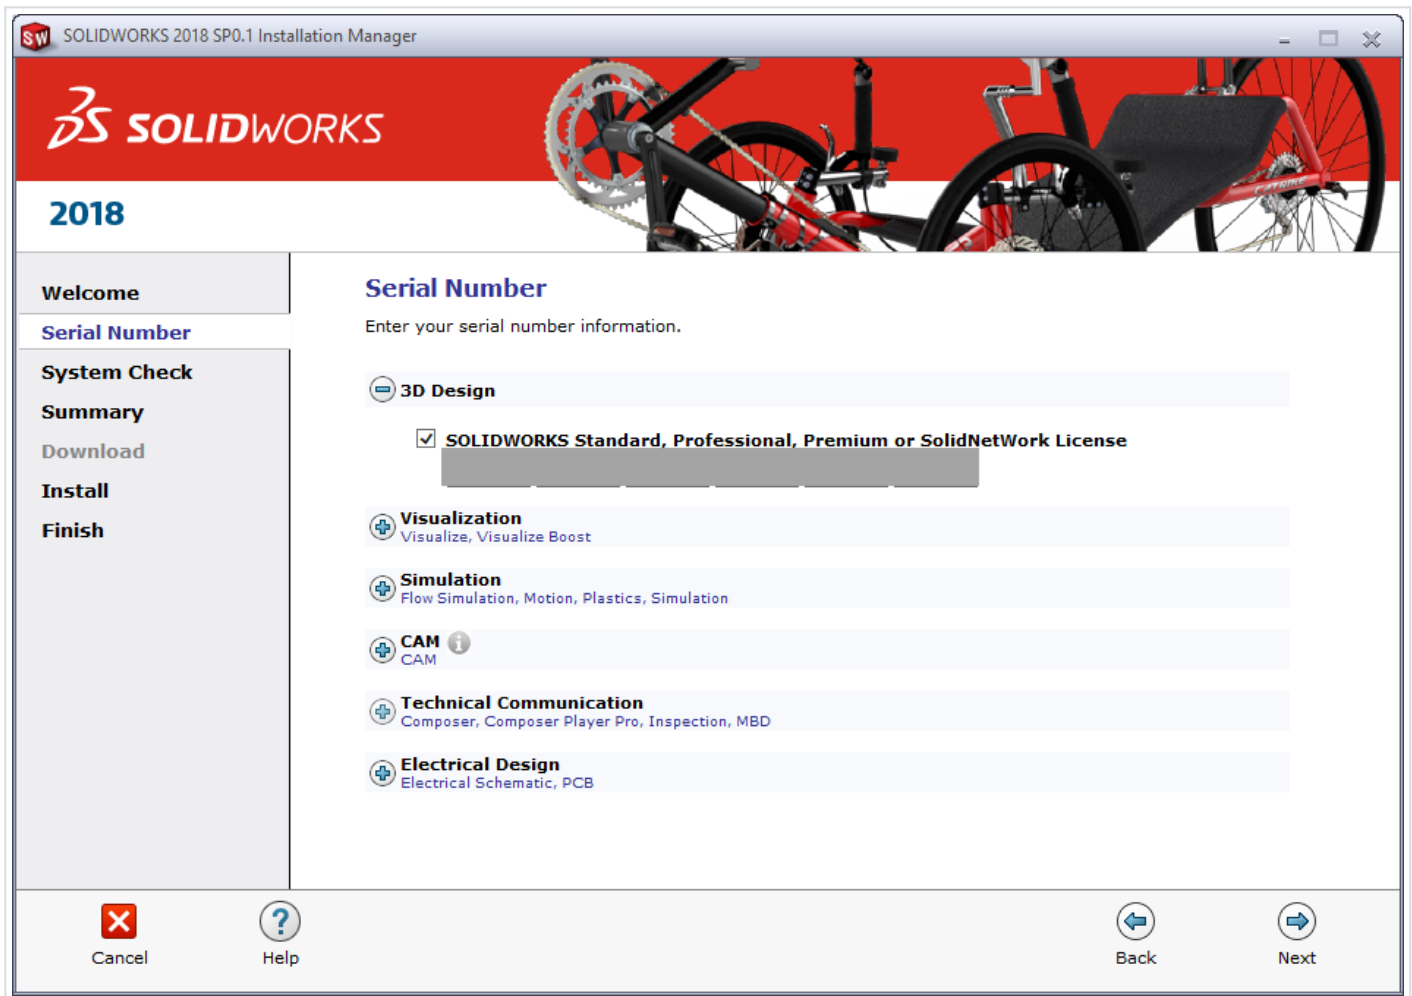 SOLIDWORKS 2018 SP0.1 Installation Manager
SOLIDWORKS
2018
Welcome
Serial Number
System Check
Summary
Download
Install
Finish
Serial Number
Enter your serial number information.
3D Design
SOLIDWORKS Standard, Professional, Premium or SolidNetWork License
Visualization
Visualize, Visualize Boost
Simulation
Flow Simulation, Motion, Plastics, Simulation
CAM
CAM
Technical Communication
Composer, Composer Player Pro, Inspection, MBD
Electrical Design
Electrical Schematic, PCB
Cancel
Help
Back
Next